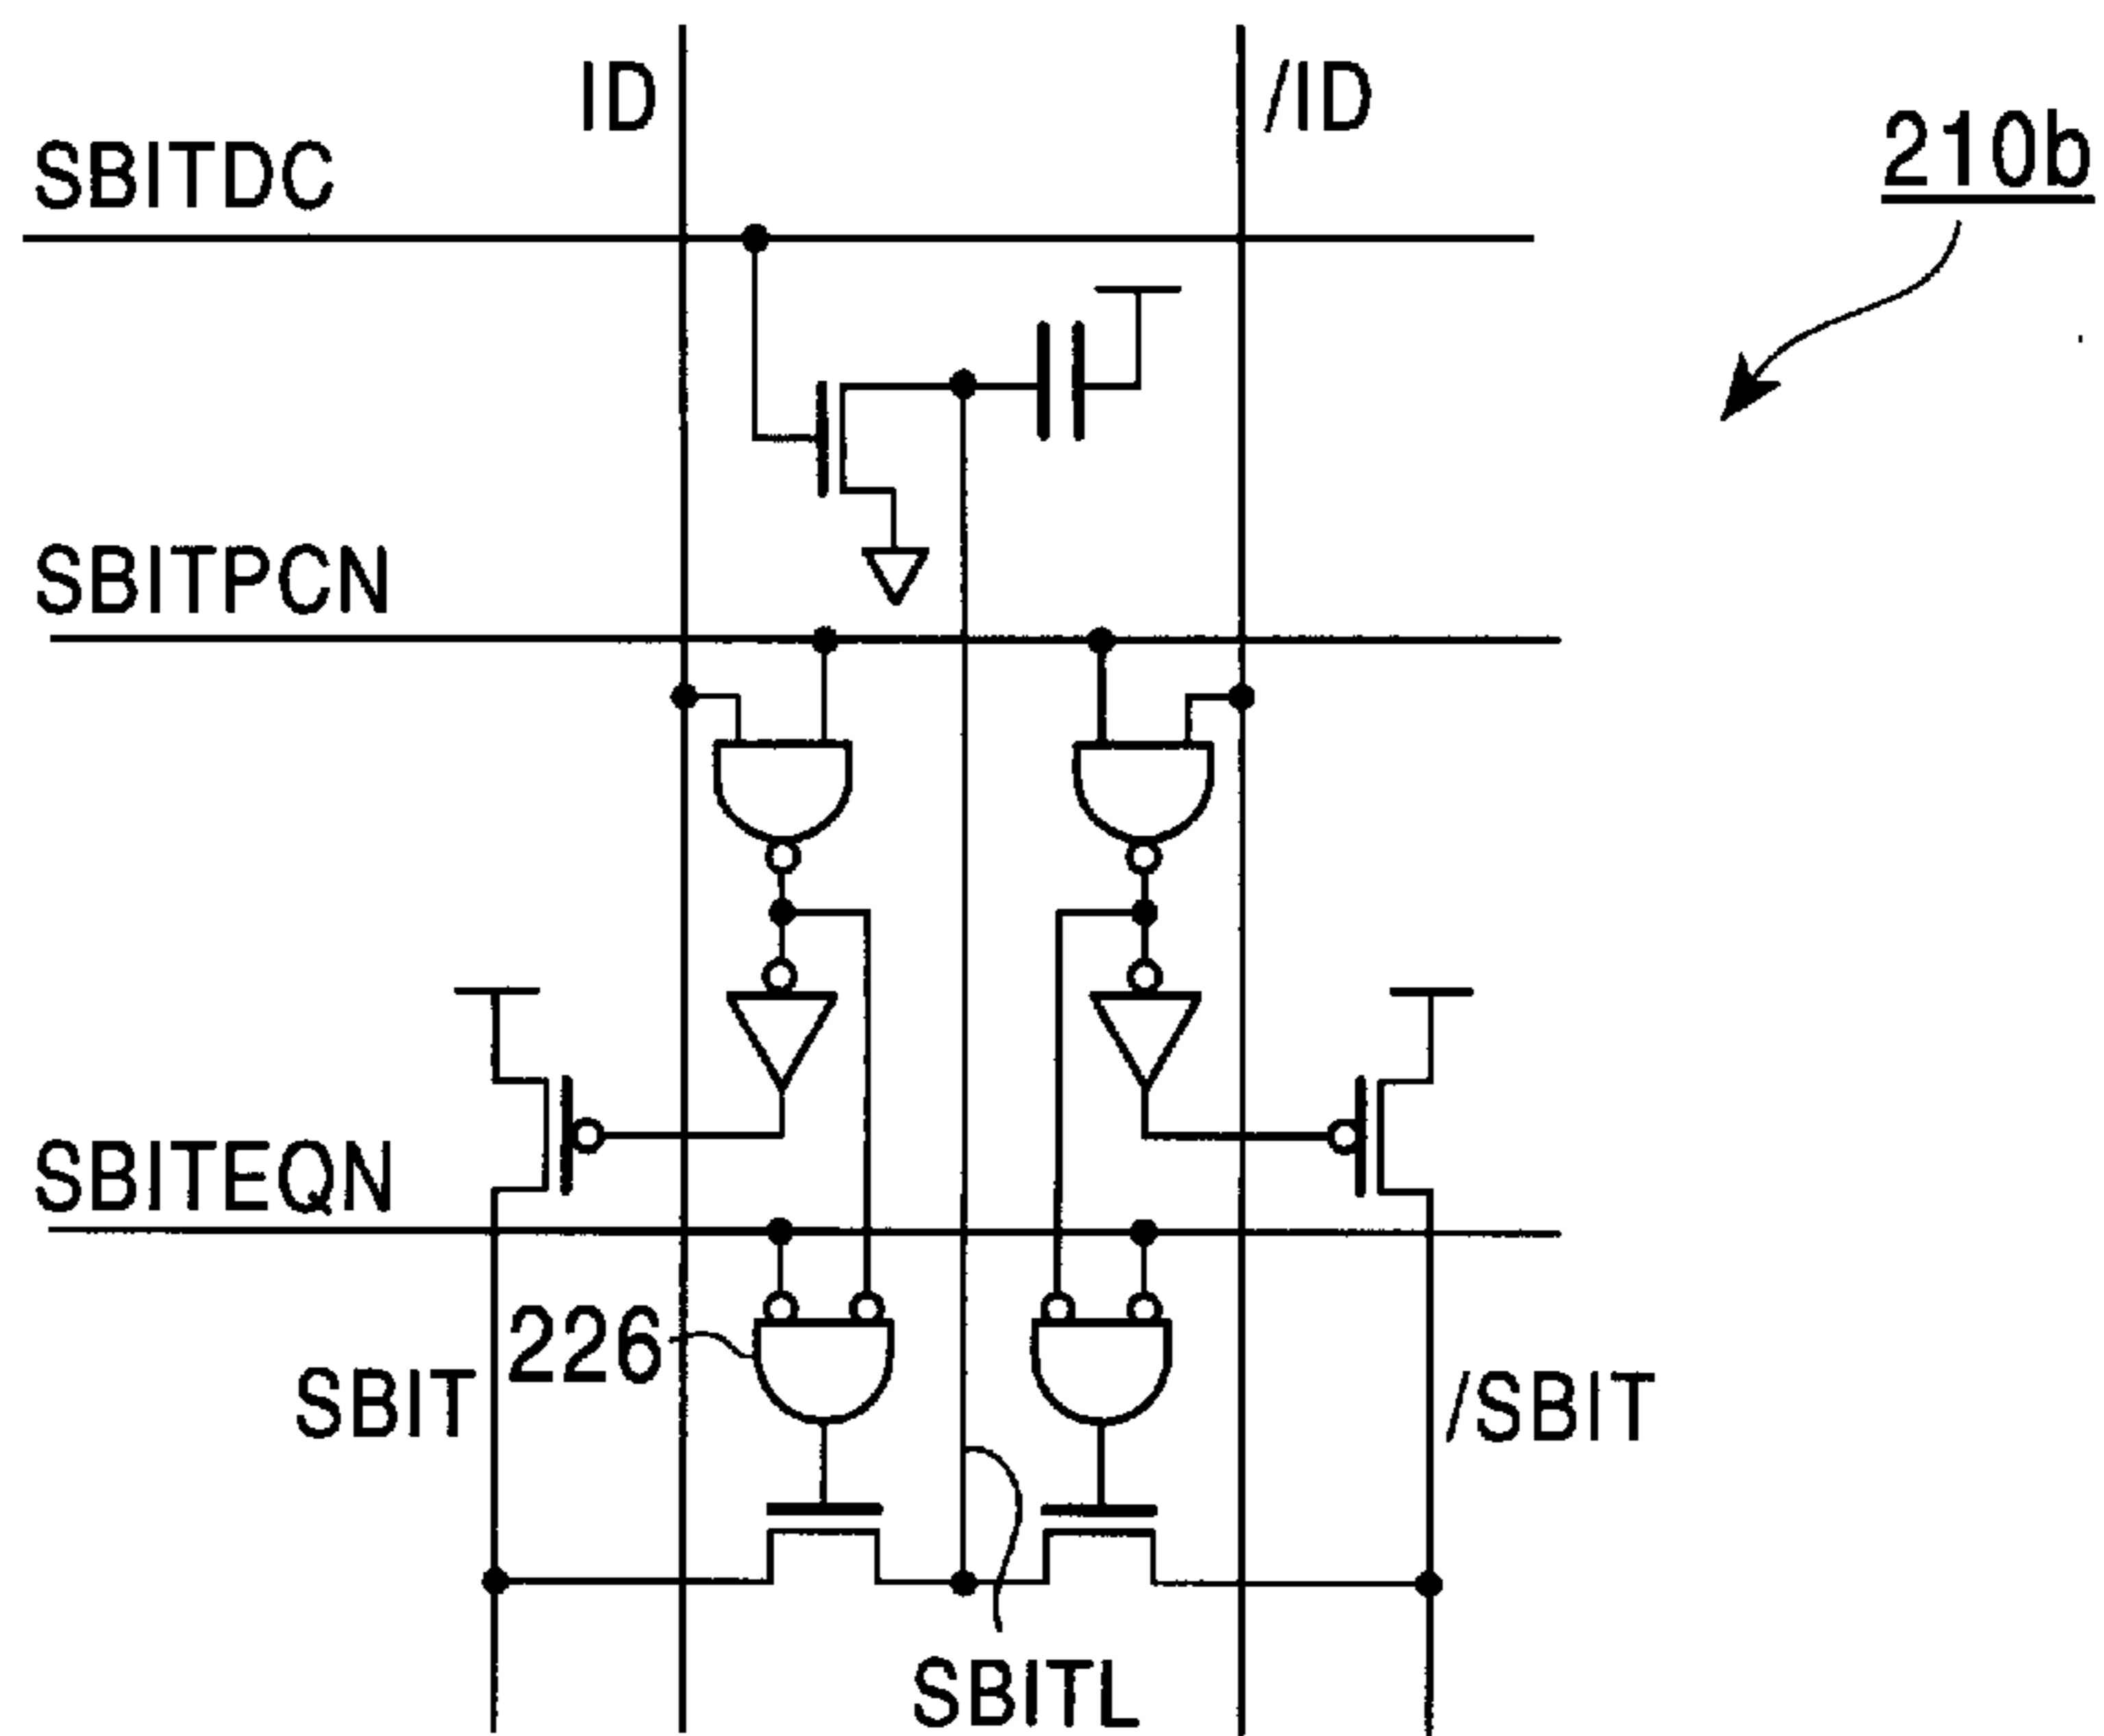 ID
/ID
SBITDC
210b
SBITPCN
SBITEQN
226
SBIT
/SBIT
SBITL